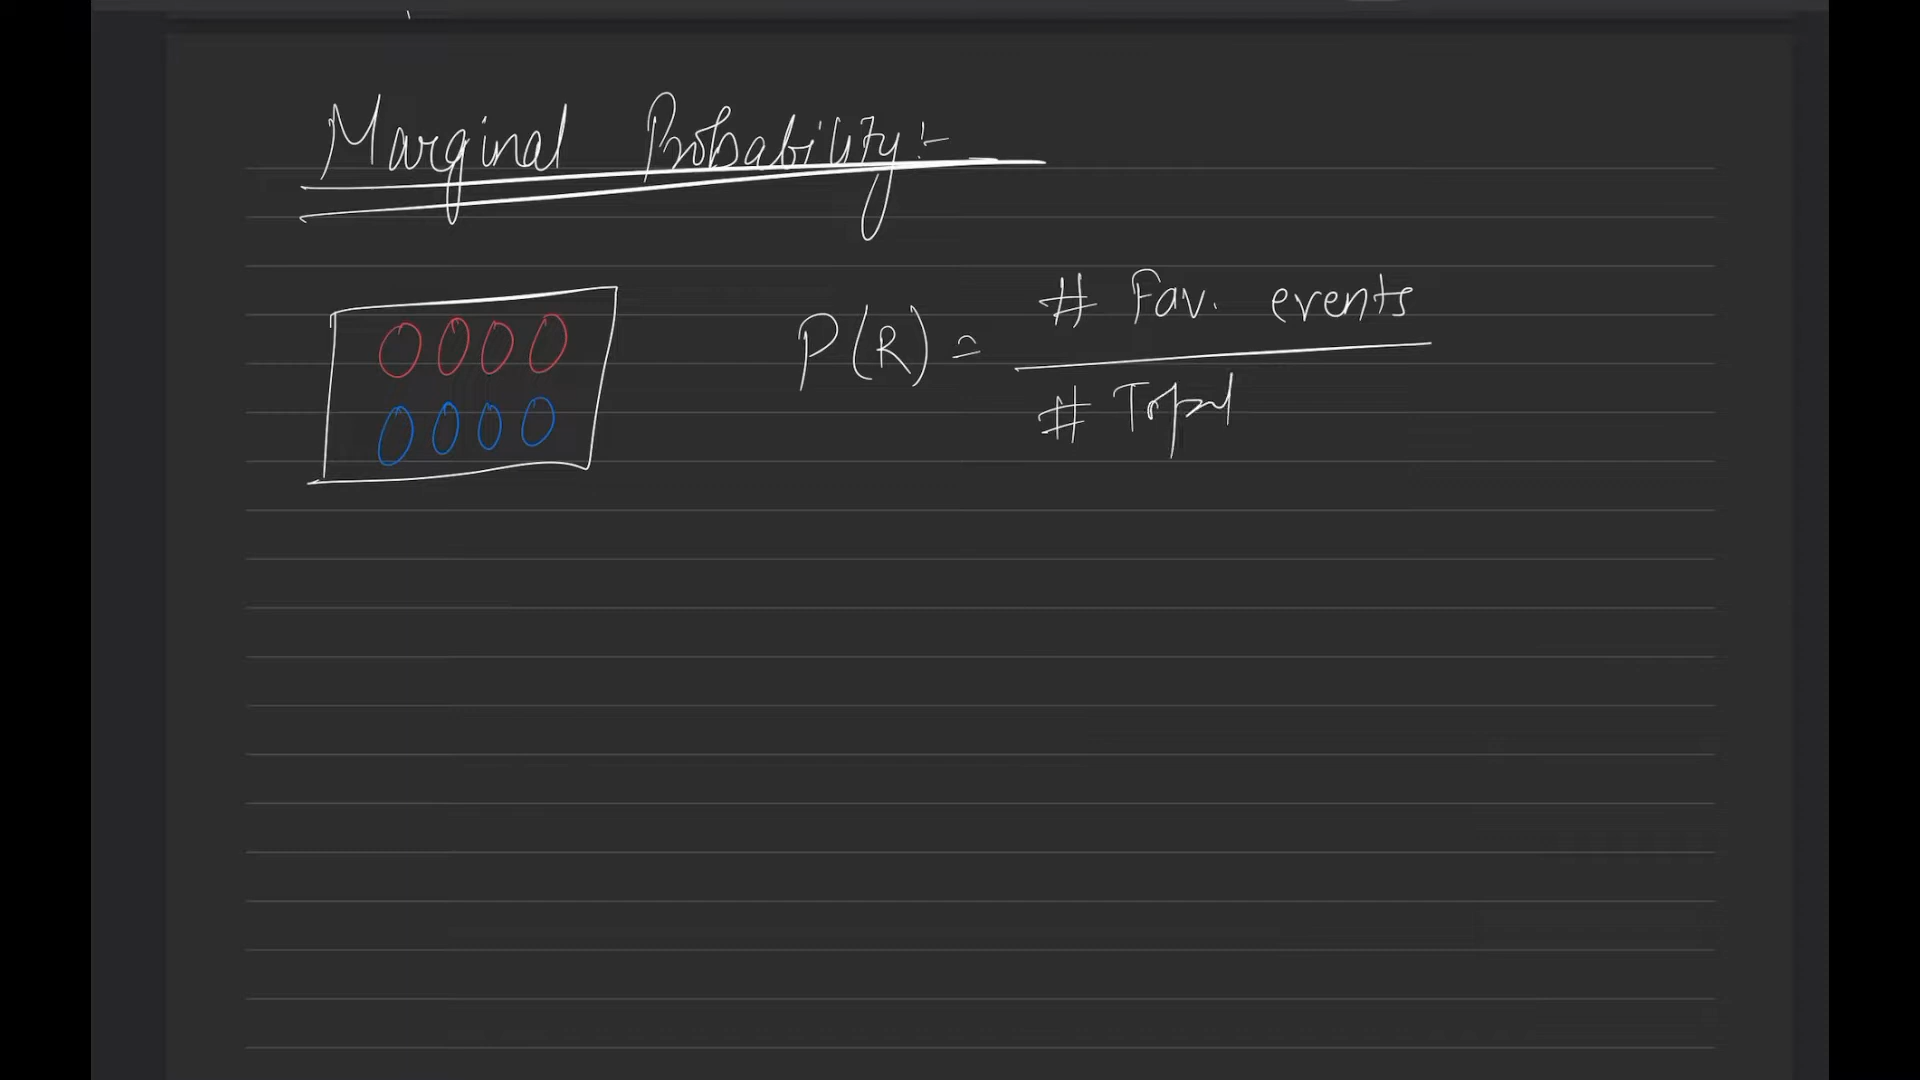 Marginal Probability:-
P(R) = # Fav. events
# Total